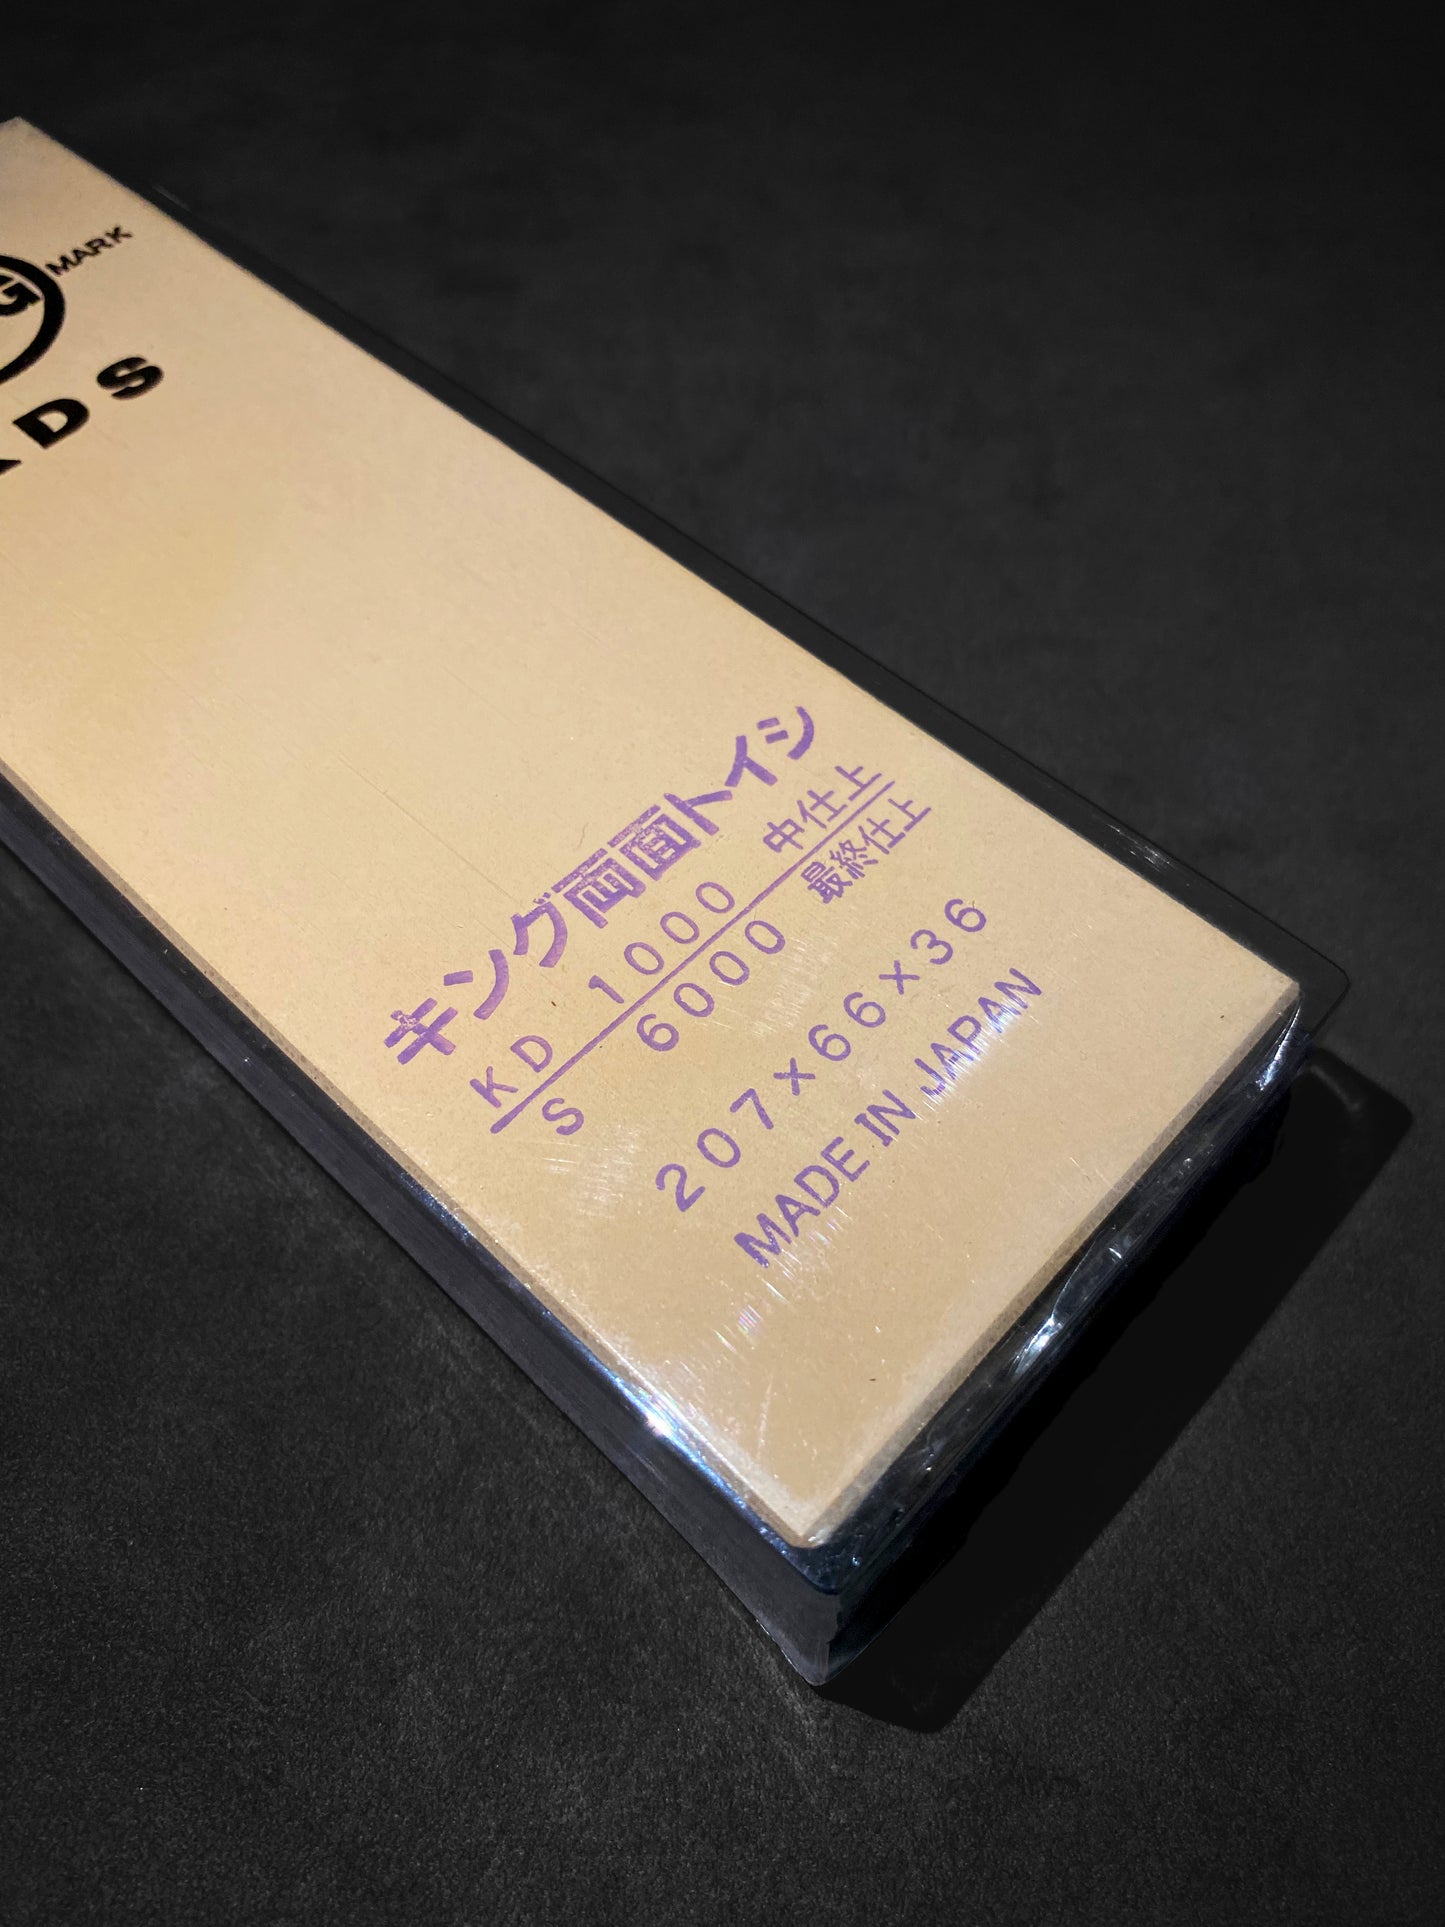 G MARK
KDS
キング両面トイシ
KD 1000 中仕上
S 6000 最終仕上
207×66×36
MADE IN JAPAN